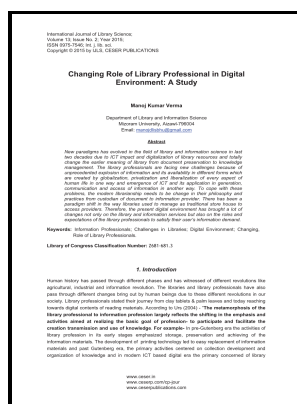 International Journal of Library Science;
Volume 13; Issue No. 2; Year 2015;
ISSN 0975-7546; Int. j. lib. sci.
Copyright © 2015 by IJLS, CESER PUBLICATIONS
Changing Role of Library Professional in Digital
Environment: A Study
Manoj Kumar Verma
Department of Library and Information Science
Mizoram University, Aizawl-796004
Email: manojdlis@
Abstract
New paradigms have evolved in the field of library and information science in last
two decades due to ICT impact and digitalization of library resources and totally
change the earlier meaning of library from document preservation to knowledge
management. The library professionals are facing new challenges because of
unprecedented explosion of information and its availability in different forms which
are created by globalization, privatization and liberalization of every aspect of
human life in one way and emergence of ICT and its application in generation,
communication and access of information in another way. To cope with these
problems, the modern librarianship needs to be change in their philosophy and
practices from custodian of document to information provider. There has been a
paradigm shift in the way libraries used to manage as traditional store house to
access providers. Therefore, the present digital environment has brought a lot of
changes not only on the library and information services but also on the roles and
expectations of the library professionals to satisfy their user's information demand.
Keywords: Information Professionals; Challenges in Libraries; Digital Environment; Changing
Role of Library Professionals.
Library of Congress Classification Number: Z681-681.3
1. Introduction
Human history has passed through different phases and has witnessed of different revolutions like
agricultural, industrial and information revolution. The libraries and library professionals have also
pass through different changes bring out by human beings due to these different revolutions in our
society. Library professionals stated their journey from clay tablets & palm leaves and today reaching
towards digital contents of reading materials. According to Urs (2004) - "The metamorphosis of the
library professional to information profession largely reflects the shifting in the emphasis and
activities aimed at realising the basic goal of profession- to participate and facilitate the
creation transmission and use of knowledge. For example- In pre-Gutenberg era the activities of
library profession in its early stages emphasized storage, preservation and achieving of the
information materials. The development of printing technology led to easy replacement of information
materials and past Gutenberg era, the primary activities centered on collection development and
organization of knowledge and in modern ICT based digital era the primary concerned of library
www.ceser.in
www.ceserp.com/cp-jour
www.ceserpublications.com